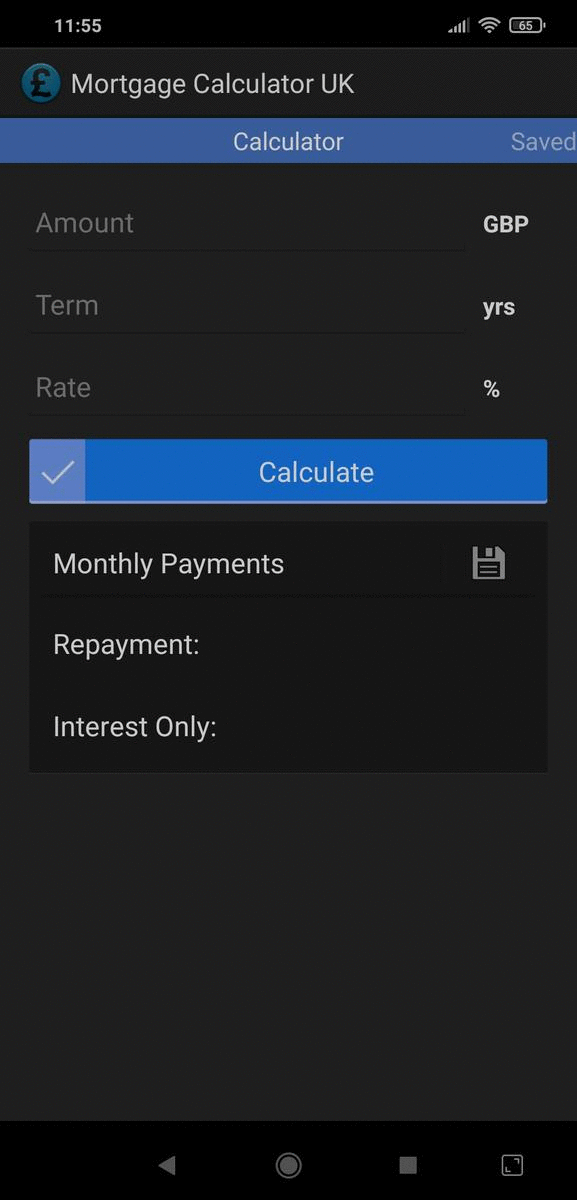 11:55
65
£ Mortgage Calculator UK
Calculator
Saved
Amount
GBP
Term
yrs
Rate
%
Calculate
Monthly Payments
Repayment:
Interest Only: